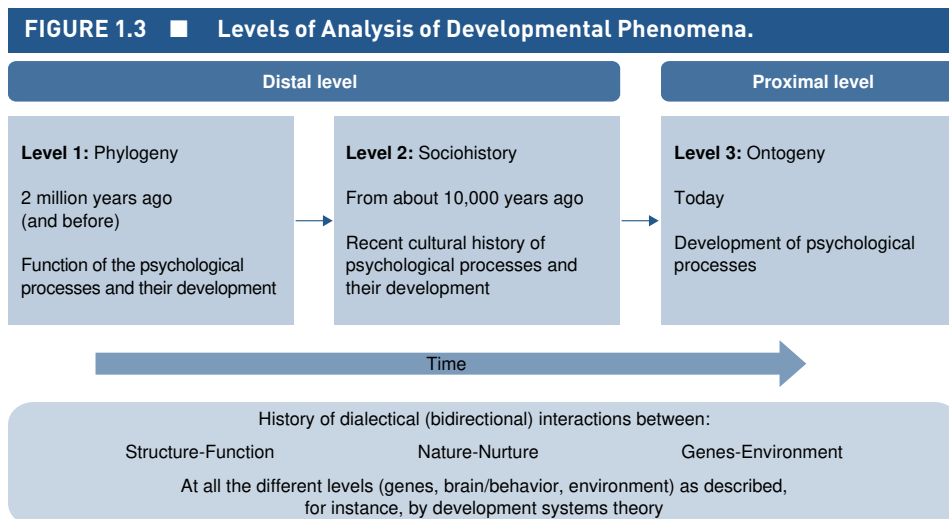 FIGURE 1.3 ■ Levels of Analysis of Developmental Phenomena.
Distal level
Proximal level
Level 1: Phylogeny
2 million years ago
(and before)
Function of the psychological
processes and their development
Level 2: Sociohistory
From about 10,000 years ago
Recent cultural history of
psychological processes and
their development
Level 3: Ontogeny
Today
Development of psychological
processes
Time
History of dialectical (bidirectional) interactions between:
Structure-Function Nature-Nurture Genes-Environment
At all the different levels (genes, brain/behavior, environment) as described,
for instance, by development systems theory